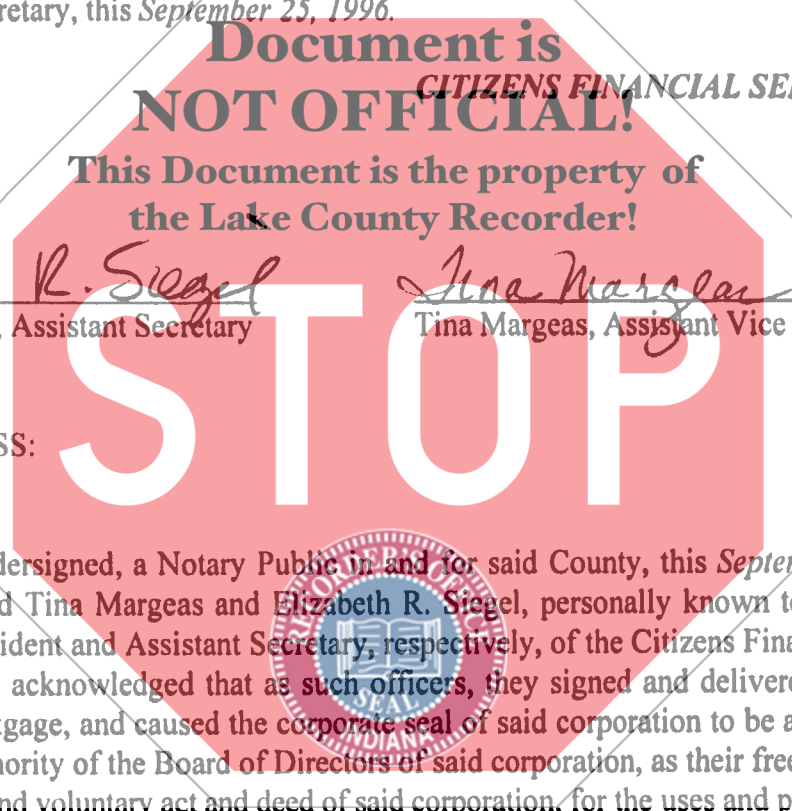 retary, this September 25, 1996.
Document is
CITIZENS FINANCIAL SE
NOT OFFICIAL!
This Document is the property of
the Lake County Recorder!
R. Siegel Tina Margeas
, Assistant Secretary Tina Margeas, Assistant Vice
STOP
SS:
dersigned, a Notary Public in and for said County, this Septe
d Tina Margeas and Elizabeth R. Siegel, personally known t
ident and Assistant Secretary, respectively, of the Citizens Fina
acknowledged that as such officers, they signed and delivere
gage, and caused the corporate seal of said corporation to be a
ority of the Board of Directors of said corporation, as their free
nd voluntary act and deed of said corporation, for the uses and p
RECORDER'S OFFICE
SEAL
INDIANA